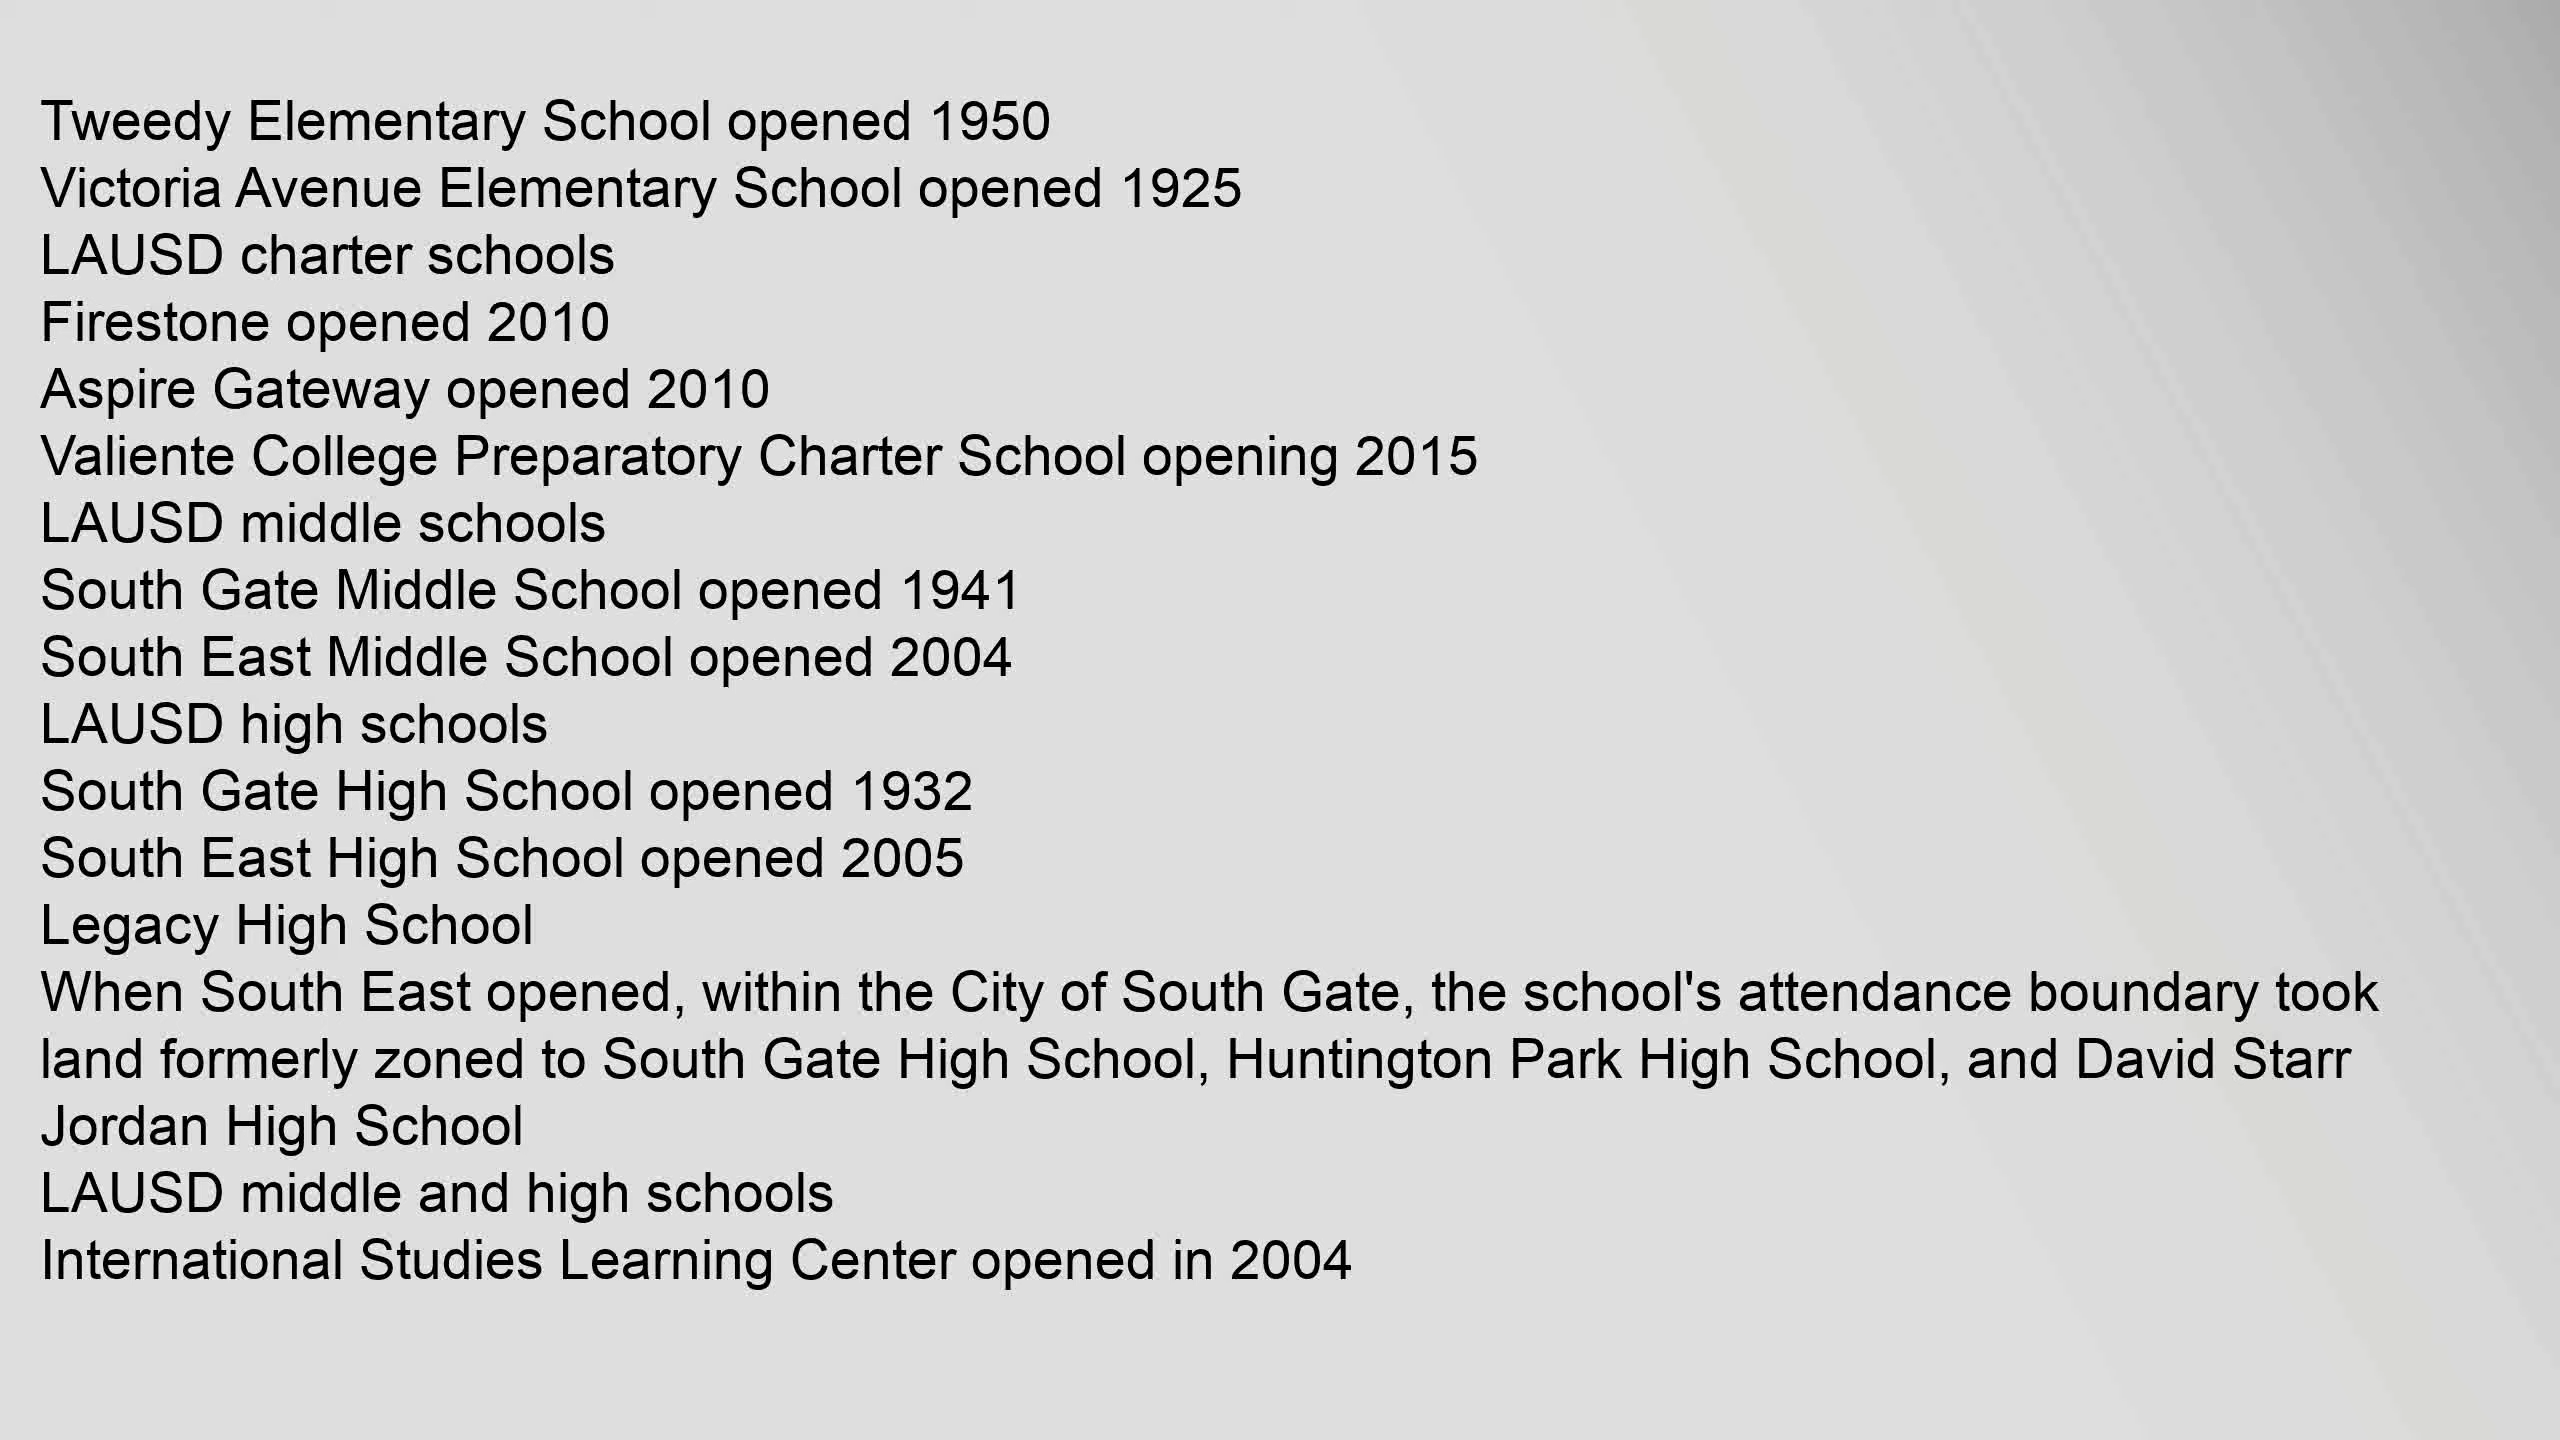 Tweedy Elementary School opened 1950
Victoria Avenue Elementary School opened 1925
LAUSD charter schools
Firestone opened 2010
Aspire Gateway opened 2010
Valiente College Preparatory Charter School opening 2015
LAUSD middle schools
South Gate Middle School opened 1941
South East Middle School opened 2004
LAUSD high schools
South Gate High School opened 1932
South East High School opened 2005
Legacy High School
When South East opened, within the City of South Gate, the school's attendance boundary took
land formerly zoned to South Gate High School, Huntington Park High School, and David Starr
Jordan High School
LAUSD middle and high schools
International Studies Learning Center opened in 2004